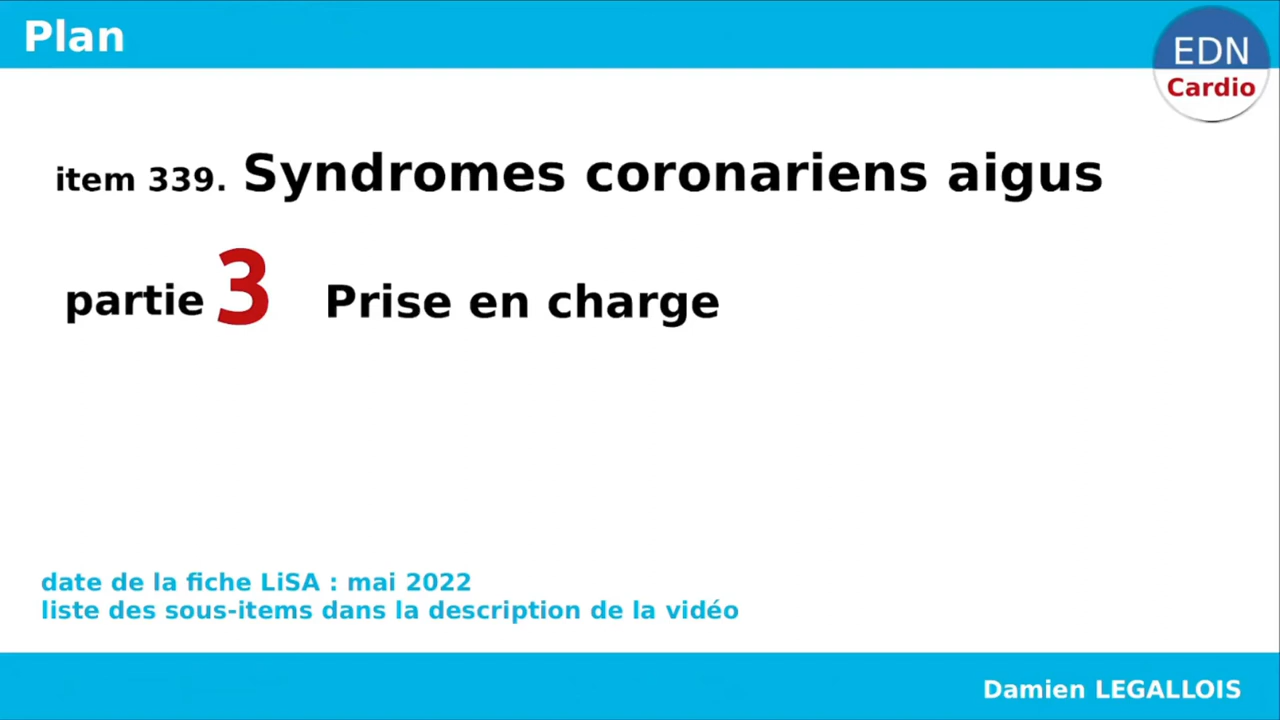 Plan
EDN
Cardio
item 339. Syndromes coronariens aigus
partie 3 Prise en charge
date de la fiche LiSA : mai 2022
liste des sous-items dans la description de la vidéo
Damien LEGALLOIS